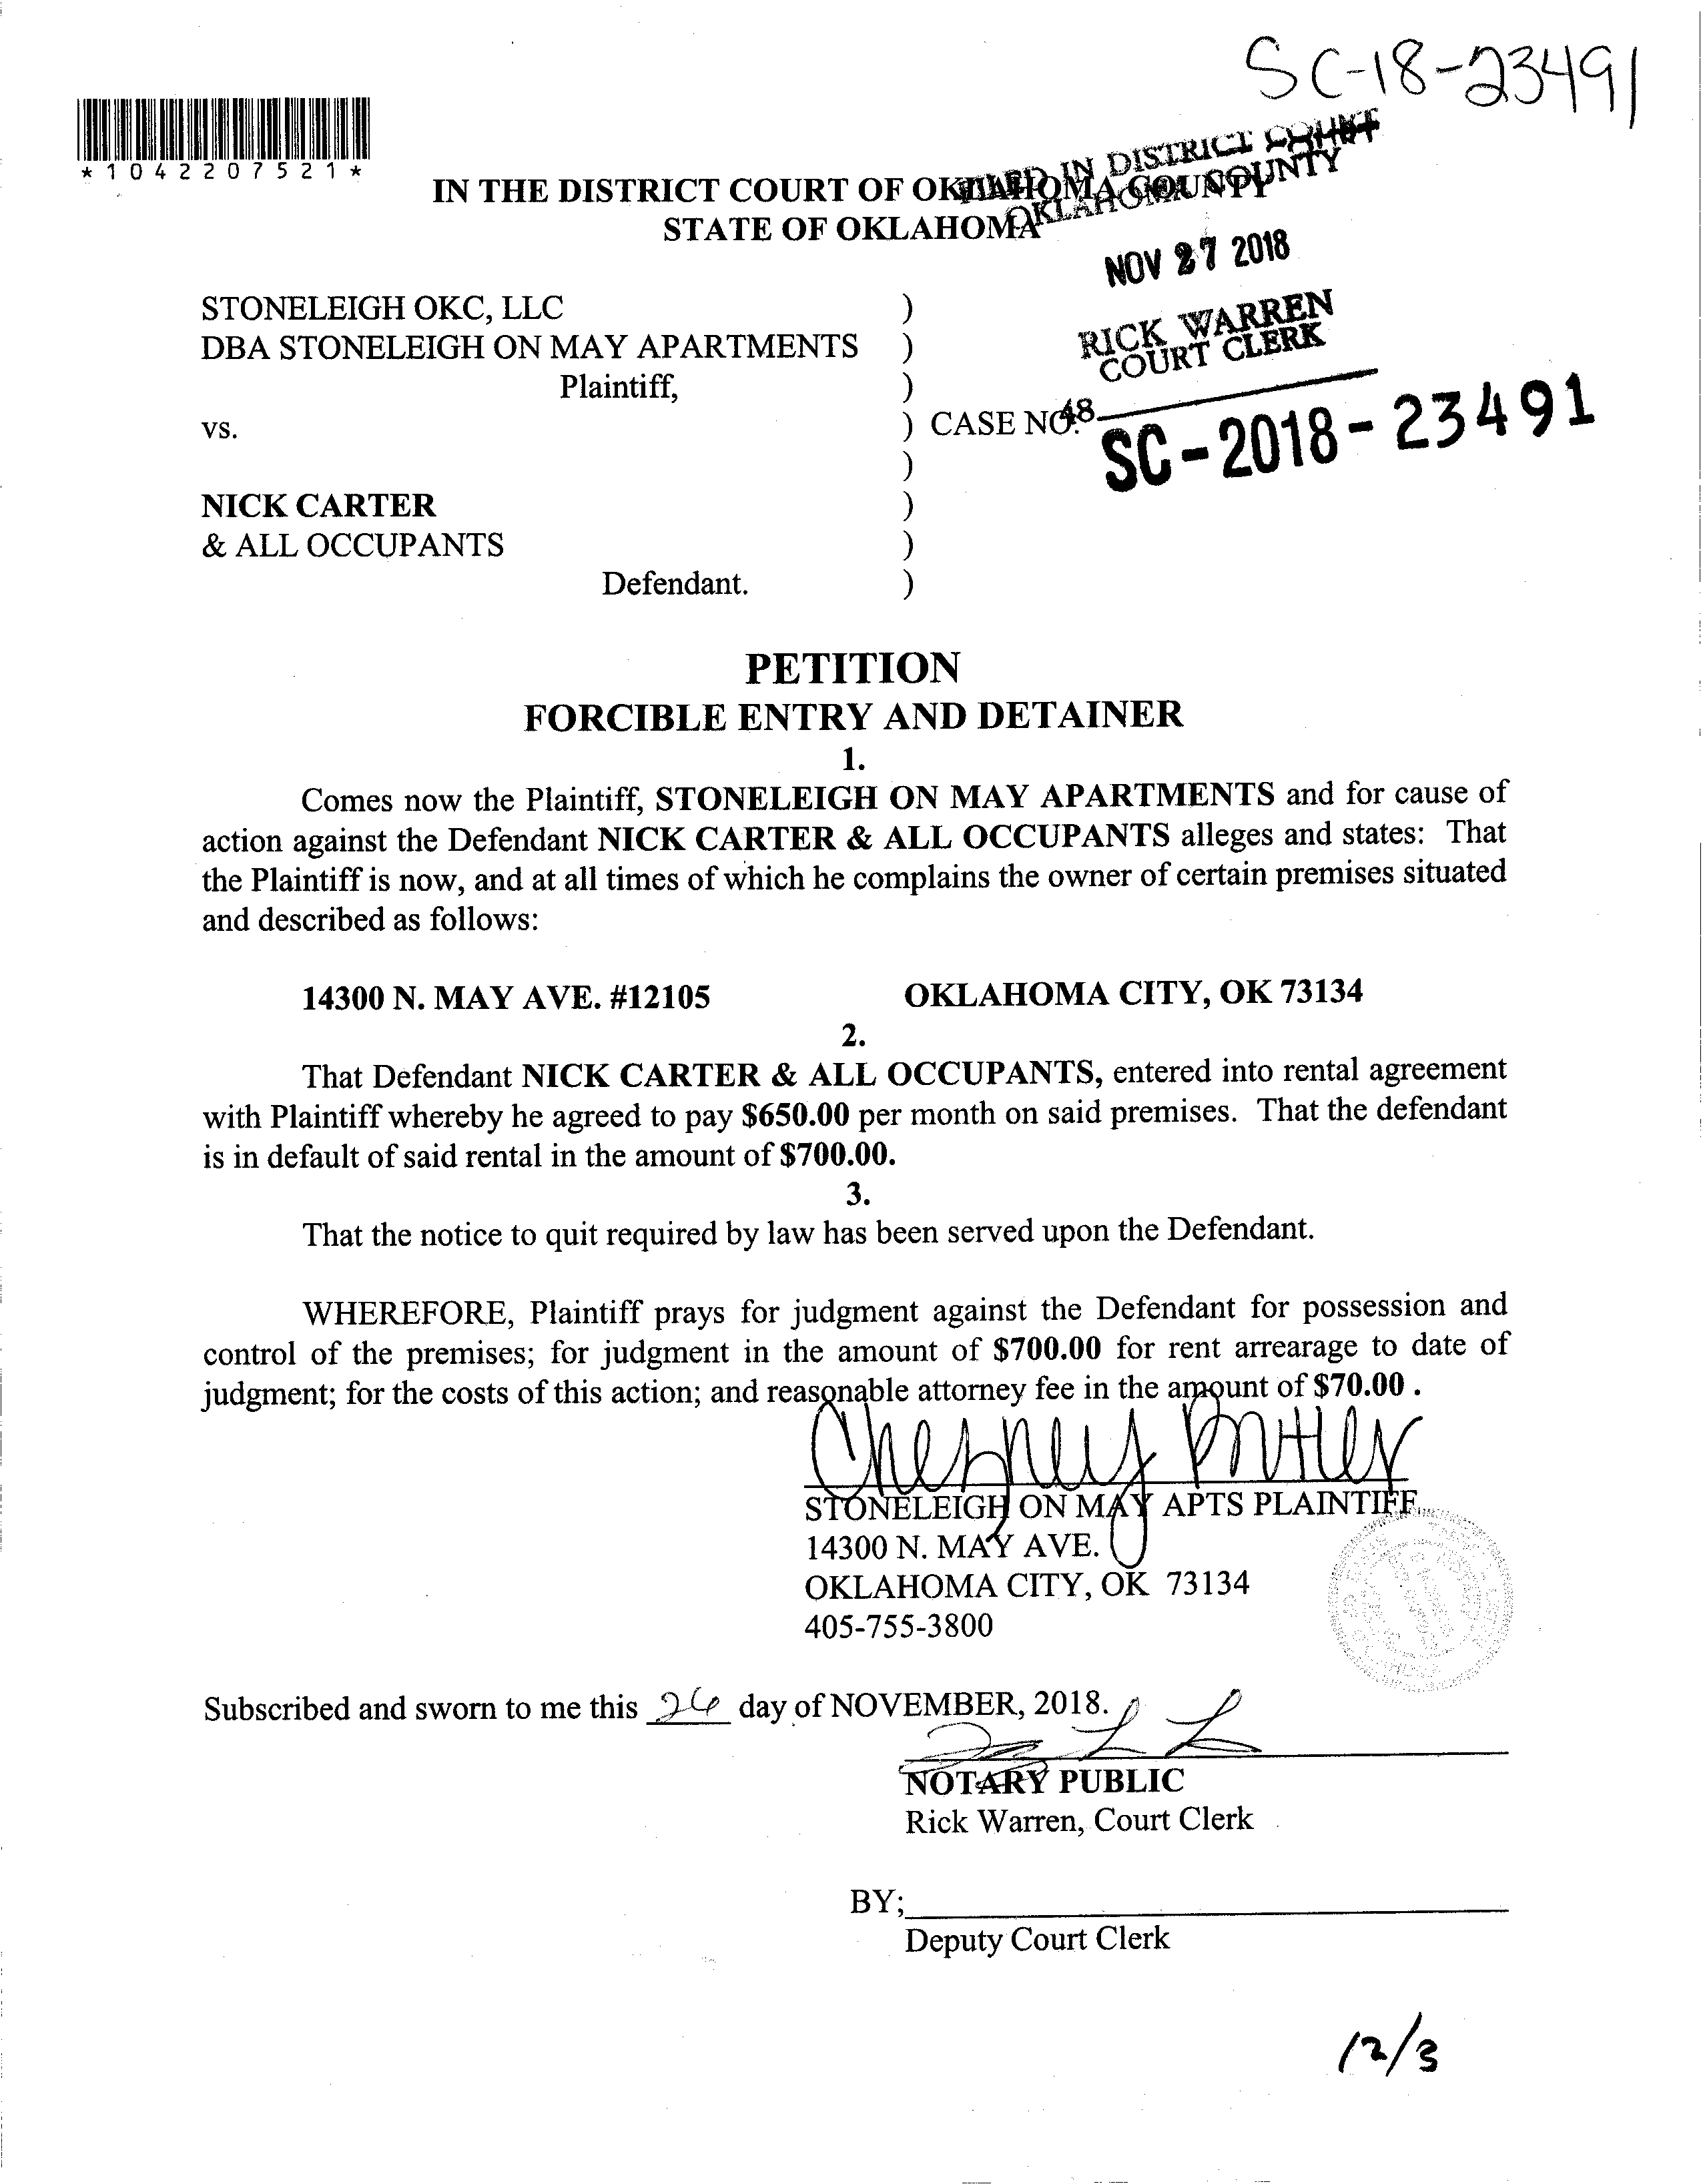 SC-18-23491
*1042207521*
FILED IN DISTRICT COURT
OKLAHOMA COUNTY
IN THE DISTRICT COURT OF OKLAHOMA COUNTY
STATE OF OKLAHOMA
NOV 27 2018
STONELEIGH OKC, LLC )
RICK WARREN
COURT CLERK
DBA STONELEIGH ON MAY APARTMENTS )
Plaintiff, )
vs. ) CASE NO. 48
SC-2018-23491
)
NICK CARTER )
& ALL OCCUPANTS )
Defendant. )
PETITION
FORCIBLE ENTRY AND DETAINER
1.
Comes now the Plaintiff, STONELEIGH ON MAY APARTMENTS and for cause of
action against the Defendant NICK CARTER & ALL OCCUPANTS alleges and states: That
the Plaintiff is now, and at all times of which he complains the owner of certain premises situated
and described as follows:
14300 N. MAY AVE. #12105 OKLAHOMA CITY, OK 73134
2.
That Defendant NICK CARTER & ALL OCCUPANTS, entered into rental agreement
with Plaintiff whereby he agreed to pay $650.00 per month on said premises. That the defendant
is in default of said rental in the amount of $700.00.
3.
That the notice to quit required by law has been served upon the Defendant.
WHEREFORE, Plaintiff prays for judgment against the Defendant for possession and
control of the premises; for judgment in the amount of $700.00 for rent arrearage to date of
judgment; for the costs of this action; and reasonable attorney fee in the amount of $70.00 .
Chesney Butler
STONELEIGH ON MAY APTS PLAINTIFF
14300 N. MAY AVE.
OKLAHOMA CITY, OK 73134
405-755-3800
Subscribed and sworn to me this 26 day of NOVEMBER, 2018.
NOTARY PUBLIC
Rick Warren, Court Clerk
BY;
Deputy Court Clerk
12/3